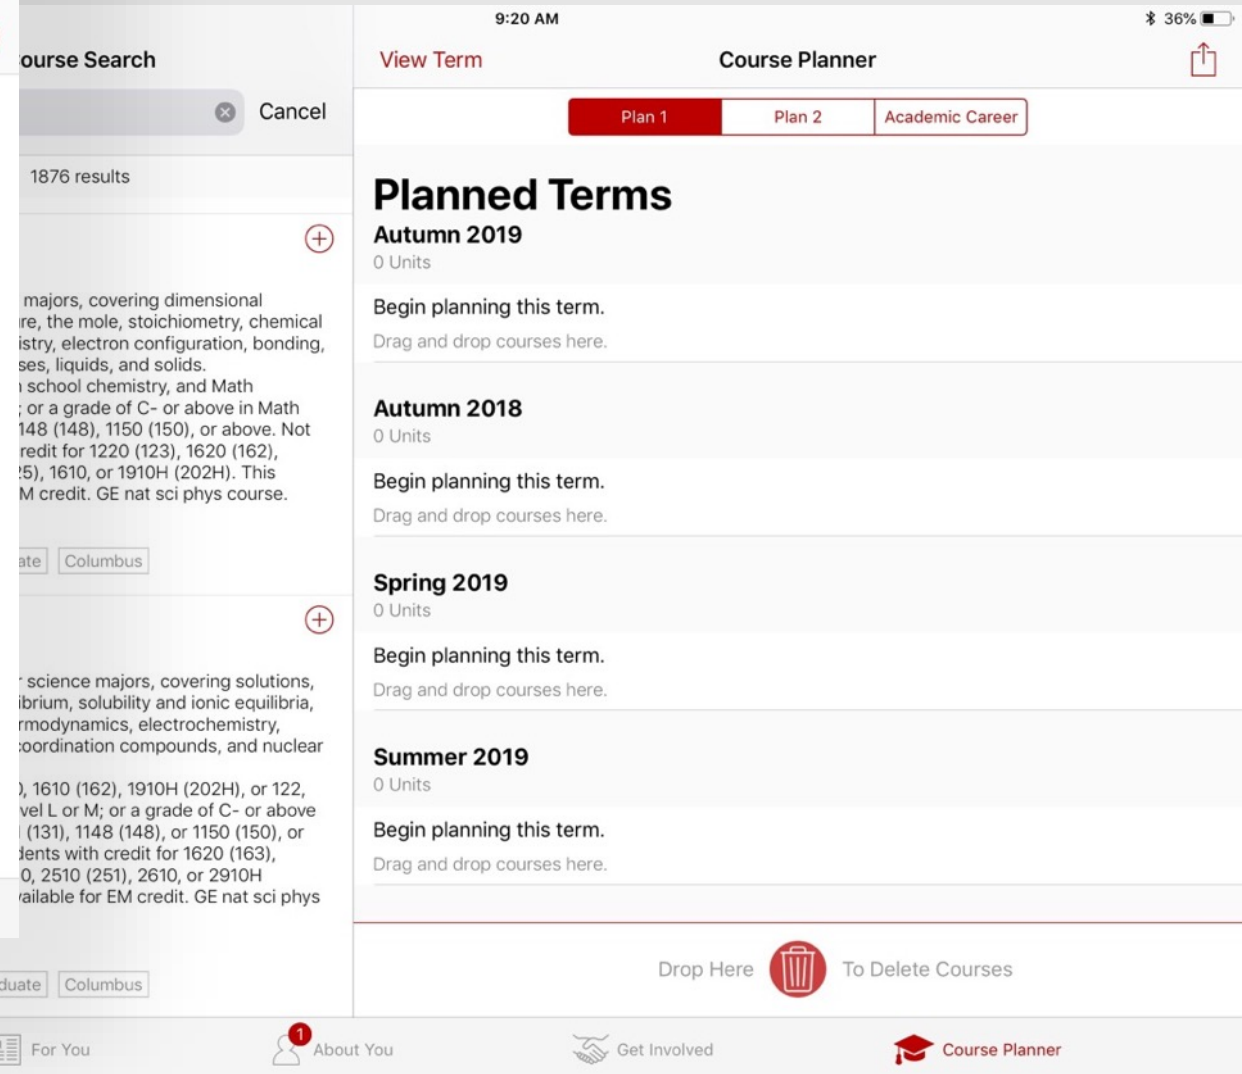 9:20 AM
36%
ourse Search
Cancel
1876 results
majors, covering dimensional
re, the mole, stoichiometry, chemical
istry, electron configuration, bonding,
ses, liquids, and solids.
school chemistry, and Math
; or a grade of C- or above in Math
148 (148), 1150 (150), or above. Not
redit for 1220 (123), 1620 (162),
25), 1610, or 1910H (202H). This
M credit. GE nat sci phys course.
ate
Columbus
science majors, covering solutions,
ibrium, solubility and ionic equilibria,
rmodynamics, electrochemistry,
coordination compounds, and nuclear
), 1610 (162), 1910H (202H), or 122,
vel L or M; or a grade of C- or above
(131), 1148 (148), or 1150 (150), or
dents with credit for 1620 (163),
0, 2510 (251), 2610, or 2910H
vailable for EM credit. GE nat sci phys
duate
Columbus
View Term
Course Planner
Plan 1
Plan 2
Academic Career
Planned Terms
Autumn 2019
0 Units
Begin planning this term.
Drag and drop courses here.
Autumn 2018
0 Units
Begin planning this term.
Drag and drop courses here.
Spring 2019
0 Units
Begin planning this term.
Drag and drop courses here.
Summer 2019
0 Units
Begin planning this term.
Drag and drop courses here.
Drop Here
To Delete Courses
For You
1
About You
Get Involved
Course Planner